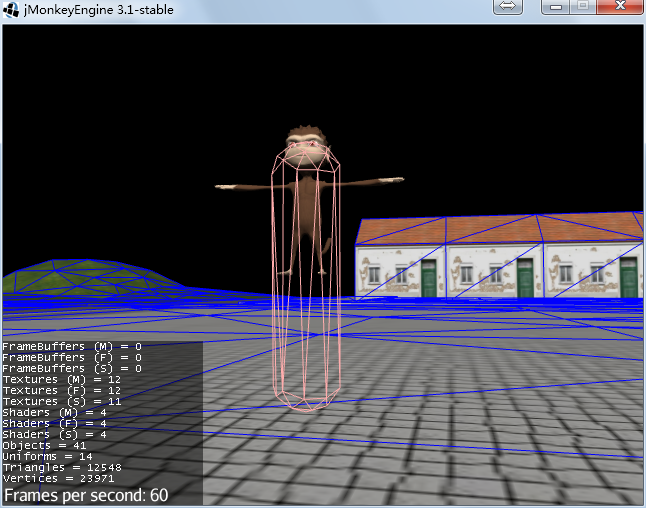 jMonkeyEngine 3.1-stable
FrameBuffers (M) = 0
FrameBuffers (F) = 0
FrameBuffers (S) = 0
Textures (M) = 12
Textures (F) = 12
Textures (S) = 11
Shaders (M) = 4
Shaders (F) = 4
Shaders (S) = 4
Objects = 41
Uniforms = 14
Triangles = 12548
Vertices = 23971
Frames per second: 60